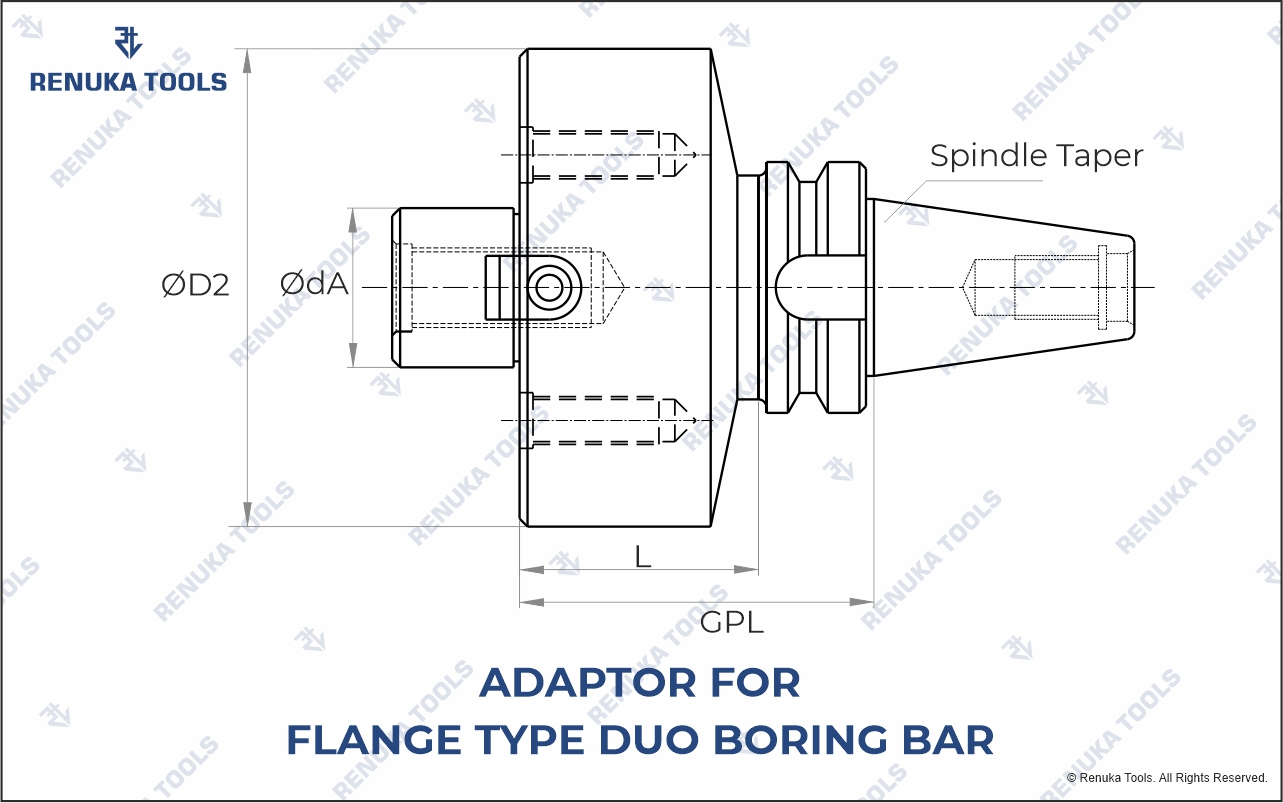 RENUKA TOOLS
Spindle Taper
ØD2
ØdA
L
GPL
ADAPTOR FOR
FLANGE TYPE DUO BORING BAR
© Renuka Tools. All Rights Reserved.